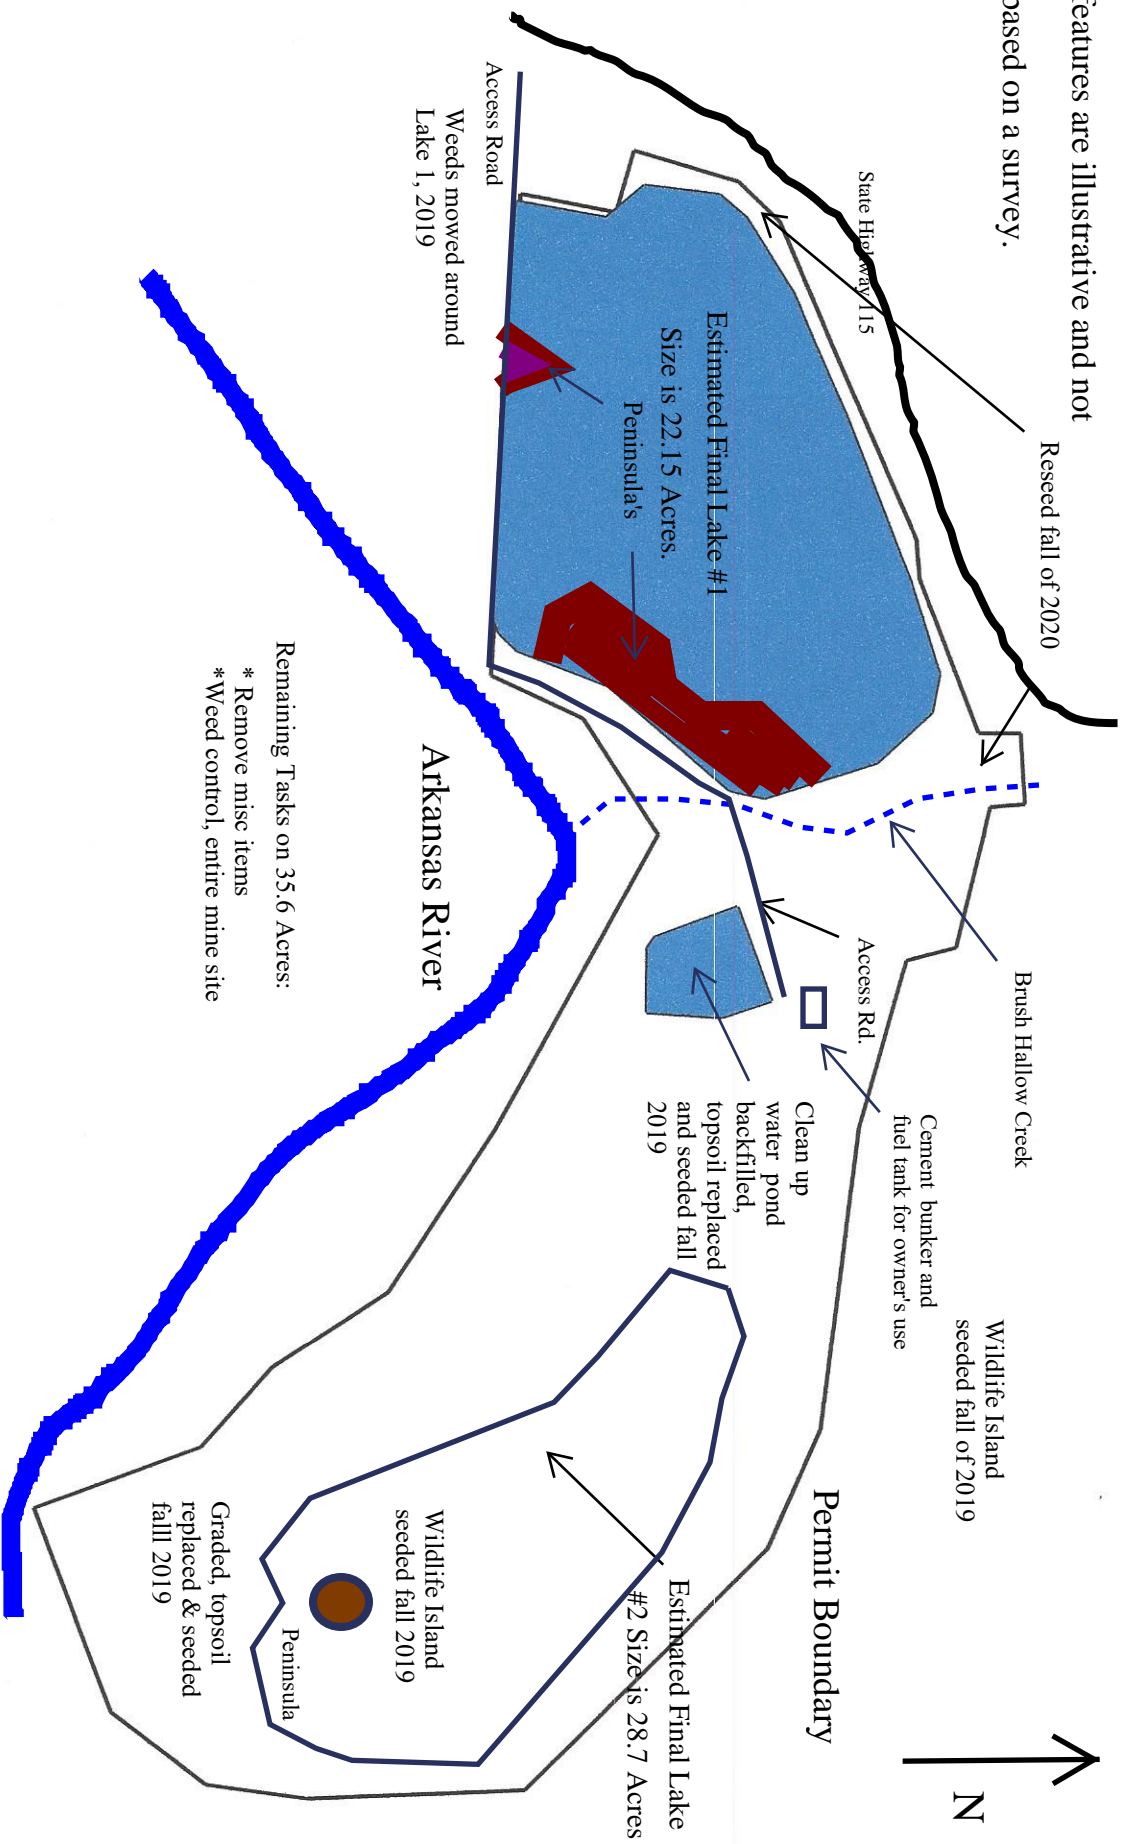 features are illustrative and not
based on a survey.
State Highway 115
Reseed fall of 2020
Access Road
Weeds mowed around
Lake 1, 2019
Estimated Final Lake #1
Size is 22.15 Acres.
Peninsula's
Remaining Tasks on 35.6 Acres:
* Remove misc items
*Weed control, entire mine site
Arkansas River
Brush Hallow Creek
Access Rd.
Cement bunker and
fuel tank for owner's use
Clean up
water pond
backfilled,
topsoil replaced
and seeded fall
2019
Wildlife Island
seeded fall of 2019
Permit Boundary
Estimated Final Lake
#2 Size is 28.7 Acres
Wildlife Island
seeded fall 2019
Peninsula
Graded, topsoil
replaced & seeded
falll 2019
N